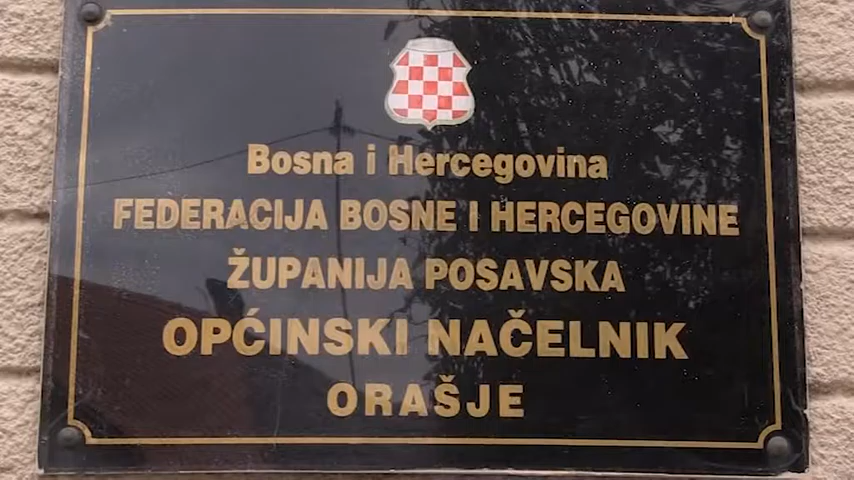 Bosna i Hercegovina
FEDERACIJA BOSNE I HERCEGOVINE
ŽUPANIJA POSAVSKA
OPĆINSKI NAČELNIK
ORAŠJE